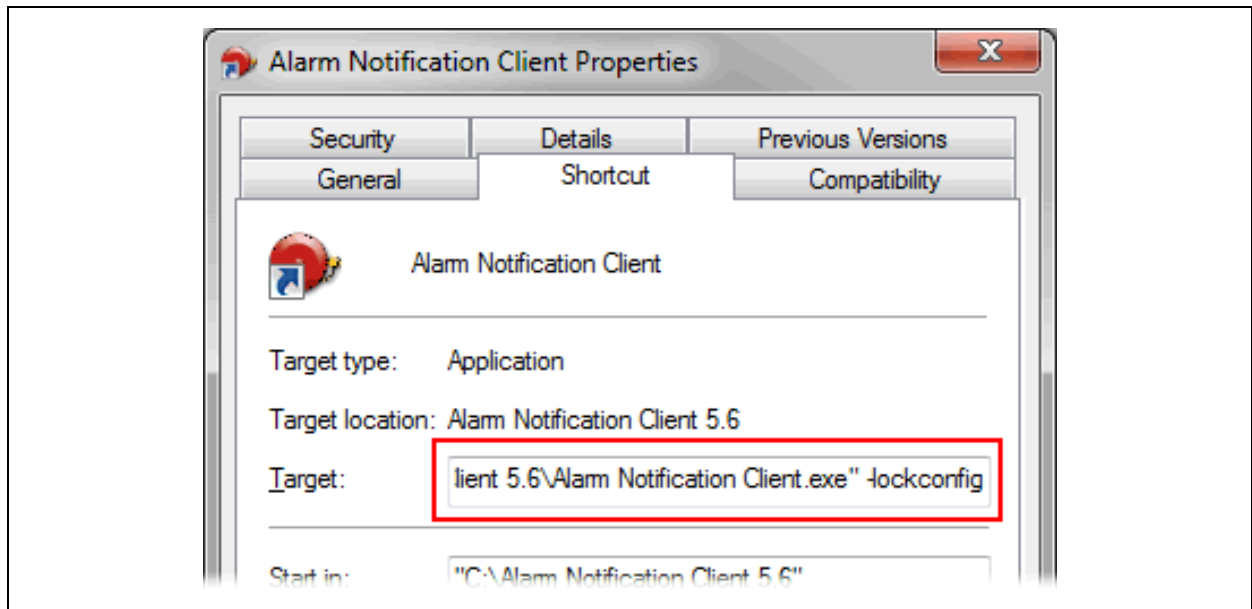 Alarm Notification Client Properties
Security Details Previous Versions
General Shortcut Compatibility
Alarm Notification Client
Target type: Application
Target location: Alarm Notification Client 5.6
Target: lient 5.6\Alarm Notification Client.exe" -lockconfig
Start in: "C:\Alarm Notification Client 5.6"